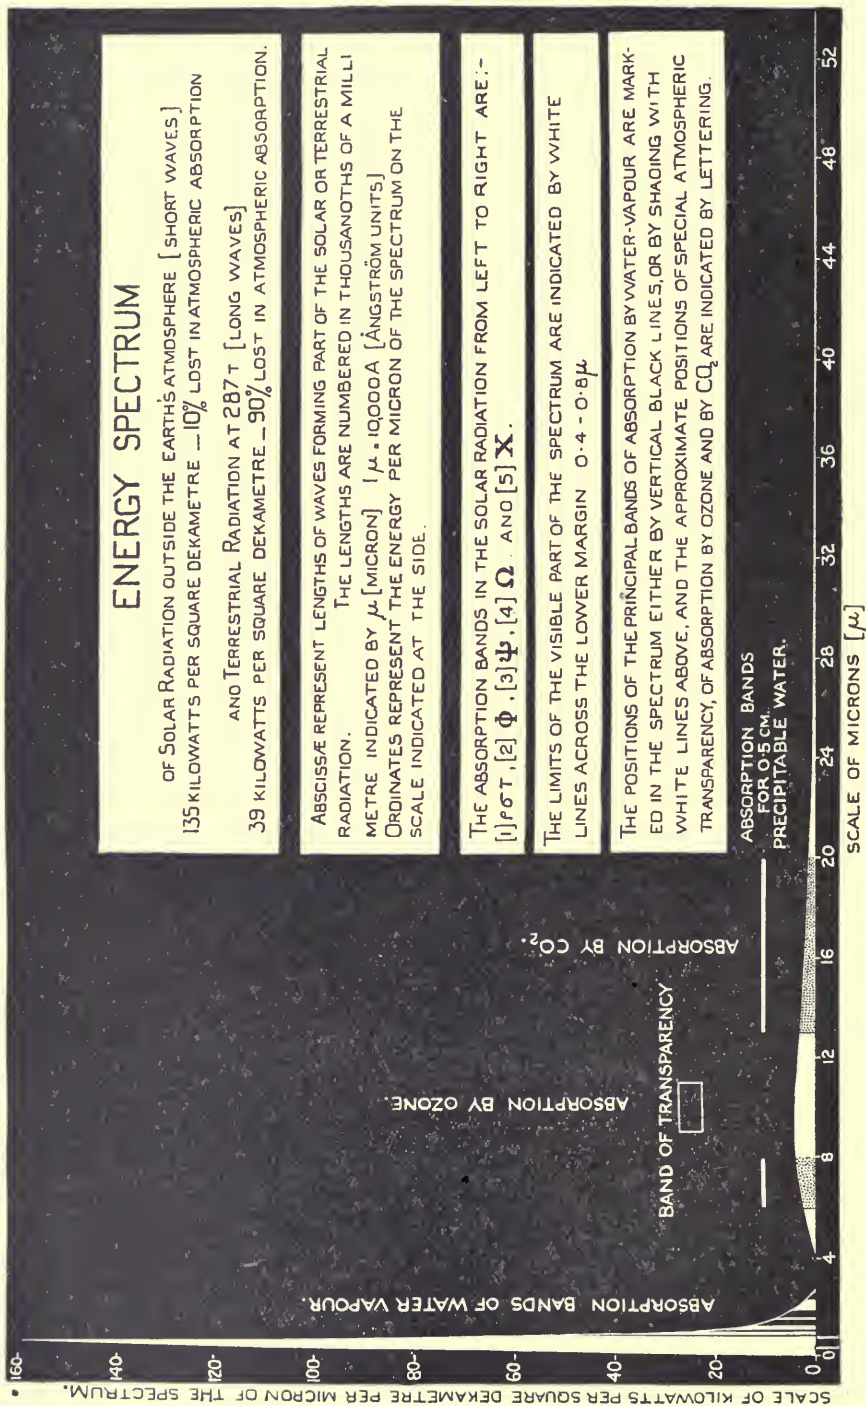 ENERGY SPECTRUM
OF SOLAR RADIATION OUTSIDE THE EARTH'S ATMOSPHERE [SHORT WAVES]
135 KILOWATTS PER SQUARE DEKAMETRE _ 10% LOST IN ATMOSPHERIC ABSORPTION
AND TERRESTRIAL RADIATION AT 287T [LONG WAVES]
39 KILOWATTS PER SQUARE DEKAMETRE _ 90% LOST IN ATMOSPHERIC ABSORPTION.
ABSCISSÆ REPRESENT LENGTHS OF WAVES FORMING PART OF THE SOLAR OR TERRESTRIAL
RADIATION. THE LENGTHS ARE NUMBERED IN THOUSANOTHS OF A MILLI
METRE INDICATED BY μ [MICRON] 1μ = 10,000A [ÅNGSTRÖM UNITS]
ORDINATES REPRESENT THE ENERGY PER MICRON OF THE SPECTRUM ON THE
SCALE INDICATED AT THE SIDE.
THE ABSORPTION BANDS IN THE SOLAR RADIATION FROM LEFT TO RIGHT ARE:-
[1] ρσΤ, [2] Φ, [3] Ψ, [4] Ω AND [5] X.
THE LIMITS OF THE VISIBLE PART OF THE SPECTRUM ARE INDICATED BY WHITE
LINES ACROSS THE LOWER MARGIN 0·4 - 0·8μ
THE POSITIONS OF THE PRINCIPAL BANDS OF ABSORPTION BY WATER-VAPOUR ARE MARK-
ED IN THE SPECTRUM EITHER BY VERTICAL BLACK LINES, OR BY SHADING WITH
WHITE LINES ABOVE, AND THE APPROXIMATE POSITIONS OF SPECIAL ATMOSPHERIC
TRANSPARENCY, OF ABSORPTION BY OZONE AND BY CO2 ARE INDICATED BY LETTERING.
ABSORPTION BANDS
FOR 0·5 CM.
PRECIPITABLE WATER.
ABSORPTION BY CO2.
ABSORPTION BY OZONE.
BAND OF TRANSPARENCY
ABSORPTION BANDS OF WATER VAPOUR.
SCALE OF KILOWATTS PER SQUARE DEKAMETRE PER MICRON OF THE SPECTRUM.
160-
140-
120-
100-
80-
60-
40-
20-
0
0 4 8 12 16 20 24 28 32 36 40 44 48 52
SCALE OF MICRONS [μ]